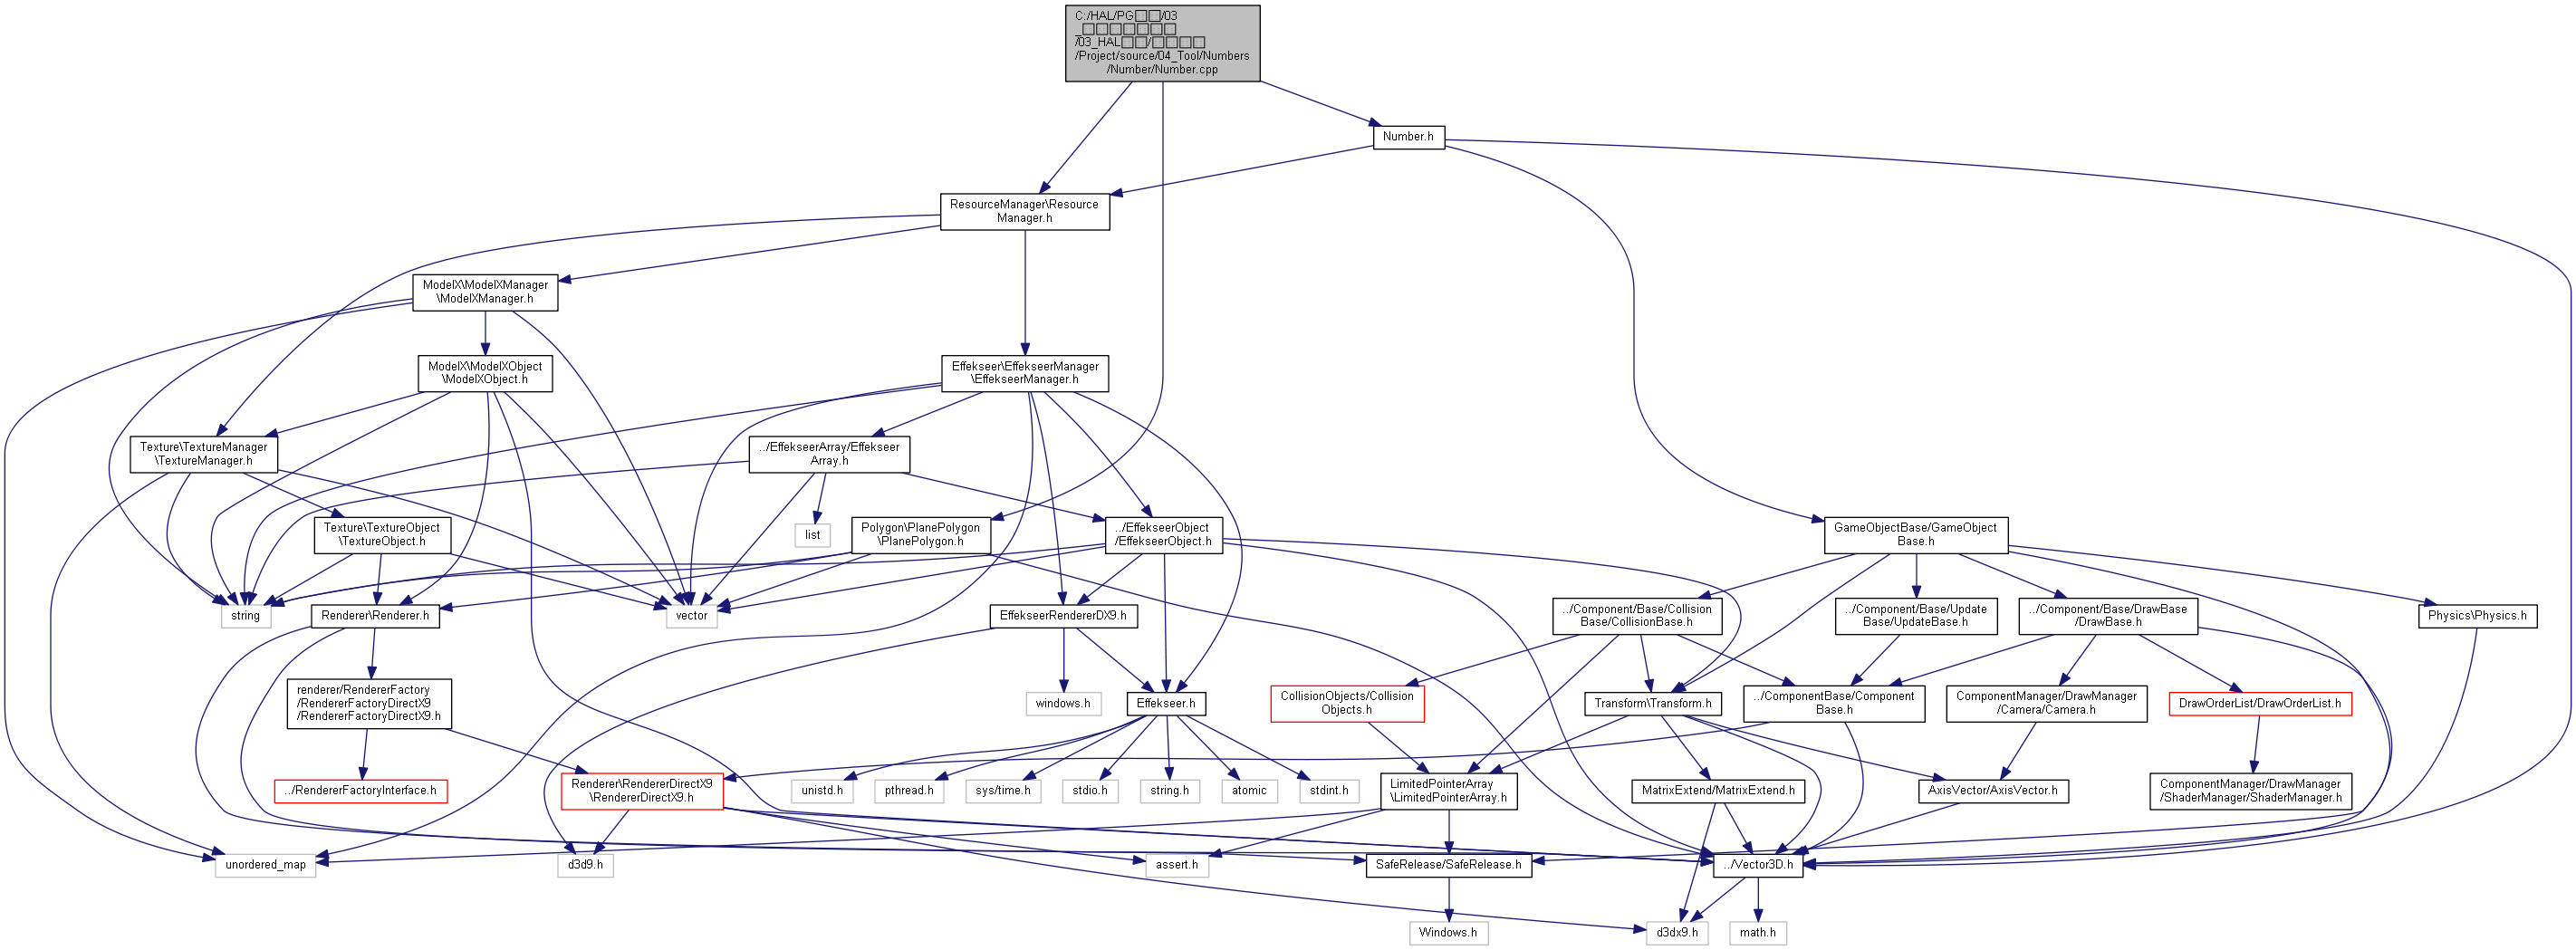 C:/HAL/PG□□/03
_□□□□□□□
/03_HAL□□/□□□□
/Project/source/04_Tool/Numbers
/Number/Number.cpp
Number.h
ResourceManager\Resource
Manager.h
ModelX\ModelXManager
\ModelXManager.h
ModelX\ModelXObject
\ModelXObject.h
Effekseer\EffekseerManager
\EffekseerManager.h
Texture\TextureManager
\TextureManager.h
../EffekseerArray/Effekseer
Array.h
Texture\TextureObject
\TextureObject.h
list
Polygon\PlanePolygon
\PlanePolygon.h
../EffekseerObject
/EffekseerObject.h
GameObjectBase/GameObject
Base.h
string
Renderer\Renderer.h
vector
EffekseerRendererDX9.h
../Component/Base/Collision
Base/CollisionBase.h
../Component/Base/Update
Base/UpdateBase.h
../Component/Base/DrawBase
/DrawBase.h
Physics\Physics.h
renderer/RendererFactory
/RendererFactoryDirectX9
/RendererFactoryDirectX9.h
windows.h
Effekseer.h
CollisionObjects/Collision
Objects.h
Transform\Transform.h
../ComponentBase/Component
Base.h
ComponentManager/DrawManager
/Camera/Camera.h
DrawOrderList/DrawOrderList.h
../RendererFactoryInterface.h
Renderer\RendererDirectX9
\RendererDirectX9.h
unistd.h
pthread.h
sys/time.h
stdio.h
string.h
atomic
stdint.h
LimitedPointerArray
\LimitedPointerArray.h
MatrixExtend/MatrixExtend.h
AxisVector/AxisVector.h
ComponentManager/DrawManager
/ShaderManager/ShaderManager.h
unordered_map
d3d9.h
assert.h
SafeRelease/SafeRelease.h
../Vector3D.h
Windows.h
d3dx9.h
math.h